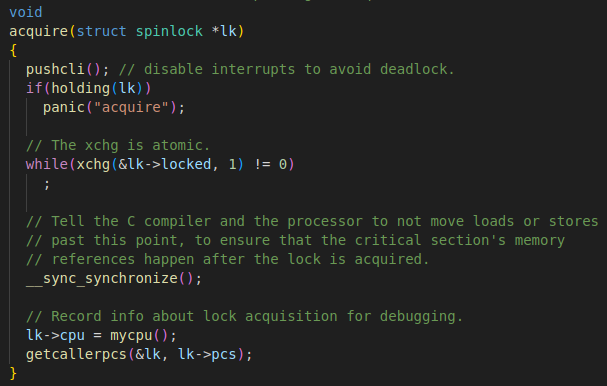 void
acquire(struct spinlock *lk)
{
  pushcli(); // disable interrupts to avoid deadlock.
  if(holding(lk))
    panic("acquire");

  // The xchg is atomic.
  while(xchg(&lk->locked, 1) != 0)
    ;

  // Tell the C compiler and the processor to not move loads or stores
  // past this point, to ensure that the critical section's memory
  // references happen after the lock is acquired.
  __sync_synchronize();

  // Record info about lock acquisition for debugging.
  lk->cpu = mycpu();
  getcallerpcs(&lk, lk->pcs);
}